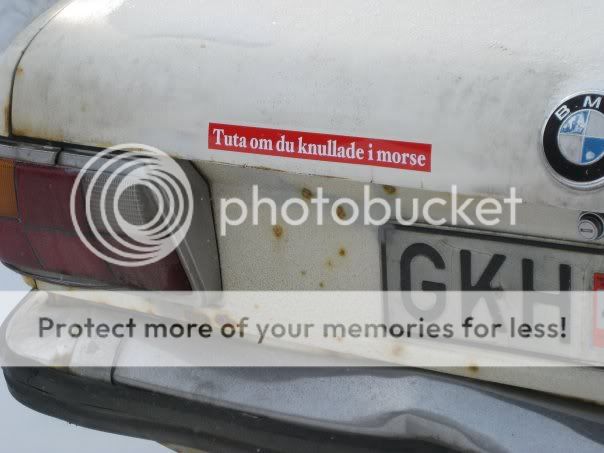 Tuta om du knullade i morse
BMW
photobucket
GKH
Protect more of your memories for less!